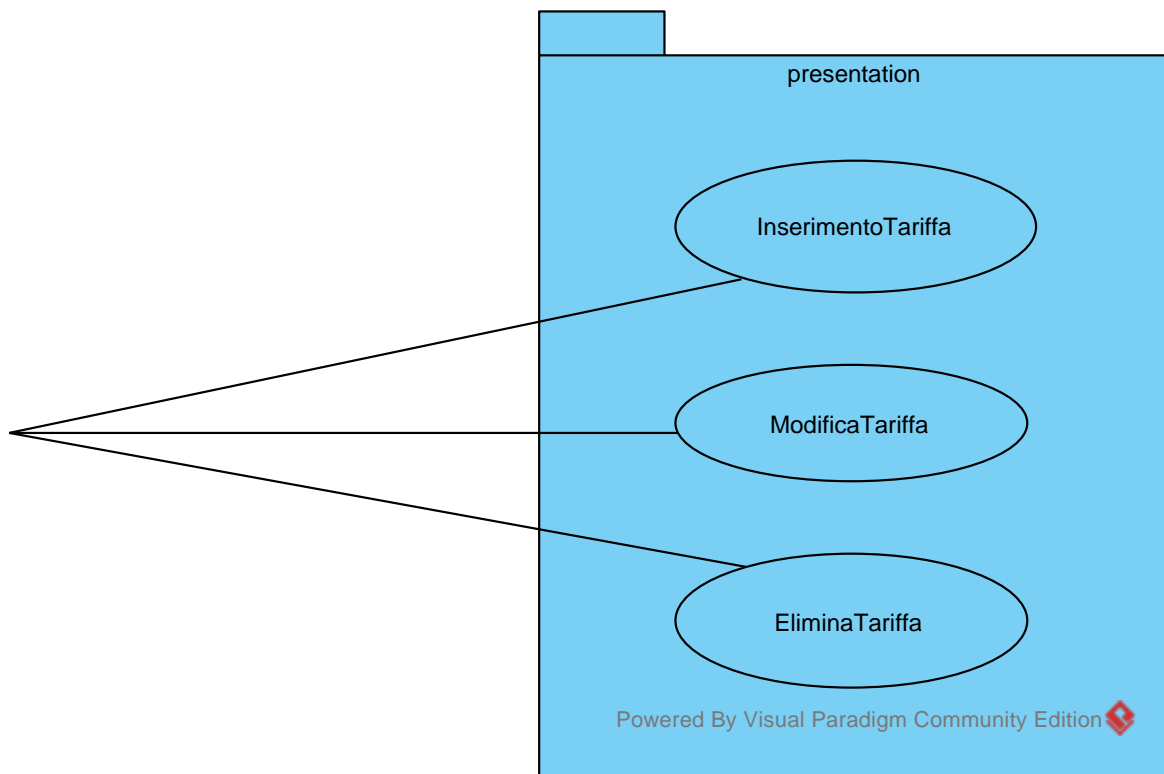 presentation
InserimentoTariffa
ModificaTariffa
EliminaTariffa
Powered By Visual Paradigm Community Edition